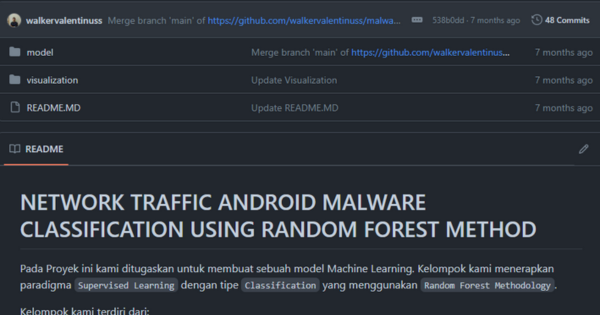 walkervalentinuss Merge branch 'main' of https://github.com/walkervalentinuss/malwa... 538b0dd · 7 months ago 48 Commits
model Merge branch 'main' of https://github.com/walkervalentinus... 7 months ago
visualization Update Visualization 7 months ago
README.MD Update README.MD 7 months ago
README
NETWORK TRAFFIC ANDROID MALWARE
CLASSIFICATION USING RANDOM FOREST METHOD
Pada Proyek ini kami ditugaskan untuk membuat sebuah model Machine Learning. Kelompok kami menerapkan
paradigma Supervised Learning dengan tipe Classification yang menggunakan Random Forest Methodology.
Kelompok kami terdiri dari: